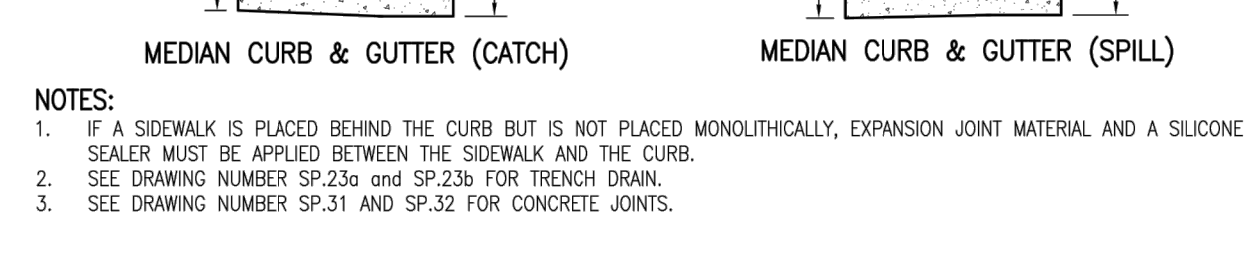 MEDIAN CURB & GUTTER (CATCH)
MEDIAN CURB & GUTTER (SPILL)
NOTES:
1. IF A SIDEWALK IS PLACED BEHIND THE CURB BUT IS NOT PLACED MONOLITHICALLY, EXPANSION JOINT MATERIAL AND A SILICONE
SEALER MUST BE APPLIED BETWEEN THE SIDEWALK AND THE CURB.
2. SEE DRAWING NUMBER SP.23a and SP.23b FOR TRENCH DRAIN.
3. SEE DRAWING NUMBER SP.31 AND SP.32 FOR CONCRETE JOINTS.